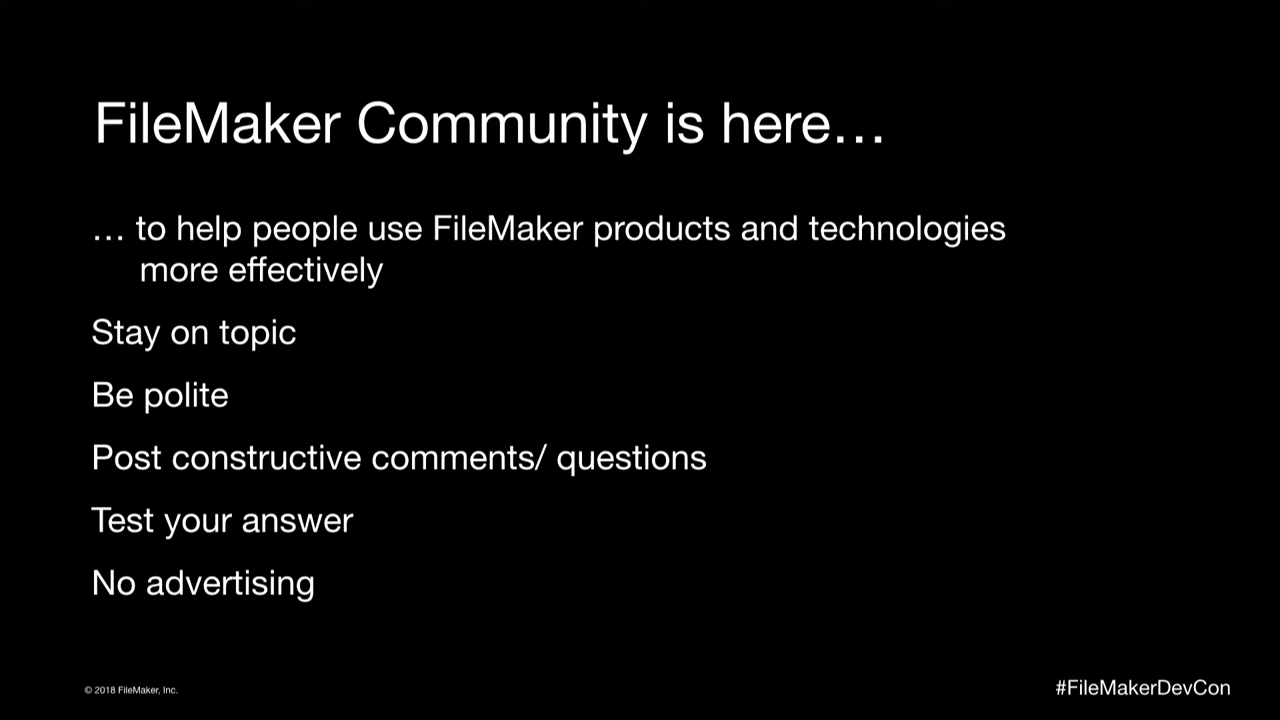 FileMaker Community is here…
… to help people use FileMaker products and technologies
more effectively
Stay on topic
Be polite
Post constructive comments/ questions
Test your answer
No advertising
© 2018 FileMaker, Inc.
#FileMakerDevCon